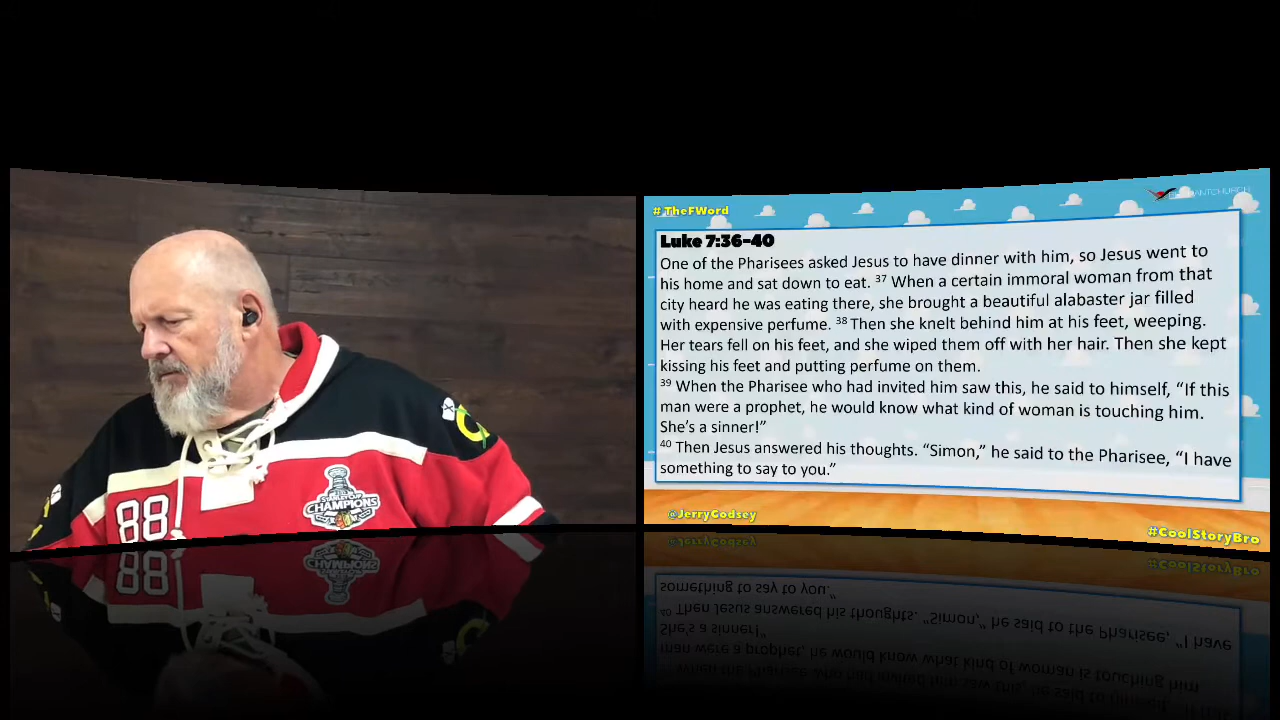 88
STANLEY CUP
CHAMPIONS
#TheFWord
Luke 7:36-40
One of the Pharisees asked Jesus to have dinner with him, so Jesus went to
his home and sat down to eat. 37 When a certain immoral woman from that
city heard he was eating there, she brought a beautiful alabaster jar filled
with expensive perfume. 38 Then she knelt behind him at his feet, weeping.
Her tears fell on his feet, and she wiped them off with her hair. Then she kept
kissing his feet and putting perfume on them.
39 When the Pharisee who had invited him saw this, he said to himself, “If this
man were a prophet, he would know what kind of woman is touching him.
She’s a sinner!”
40 Then Jesus answered his thoughts. “Simon,” he said to the Pharisee, “I have
something to say to you.”
@JerryGodsey
#CoolStoryBro